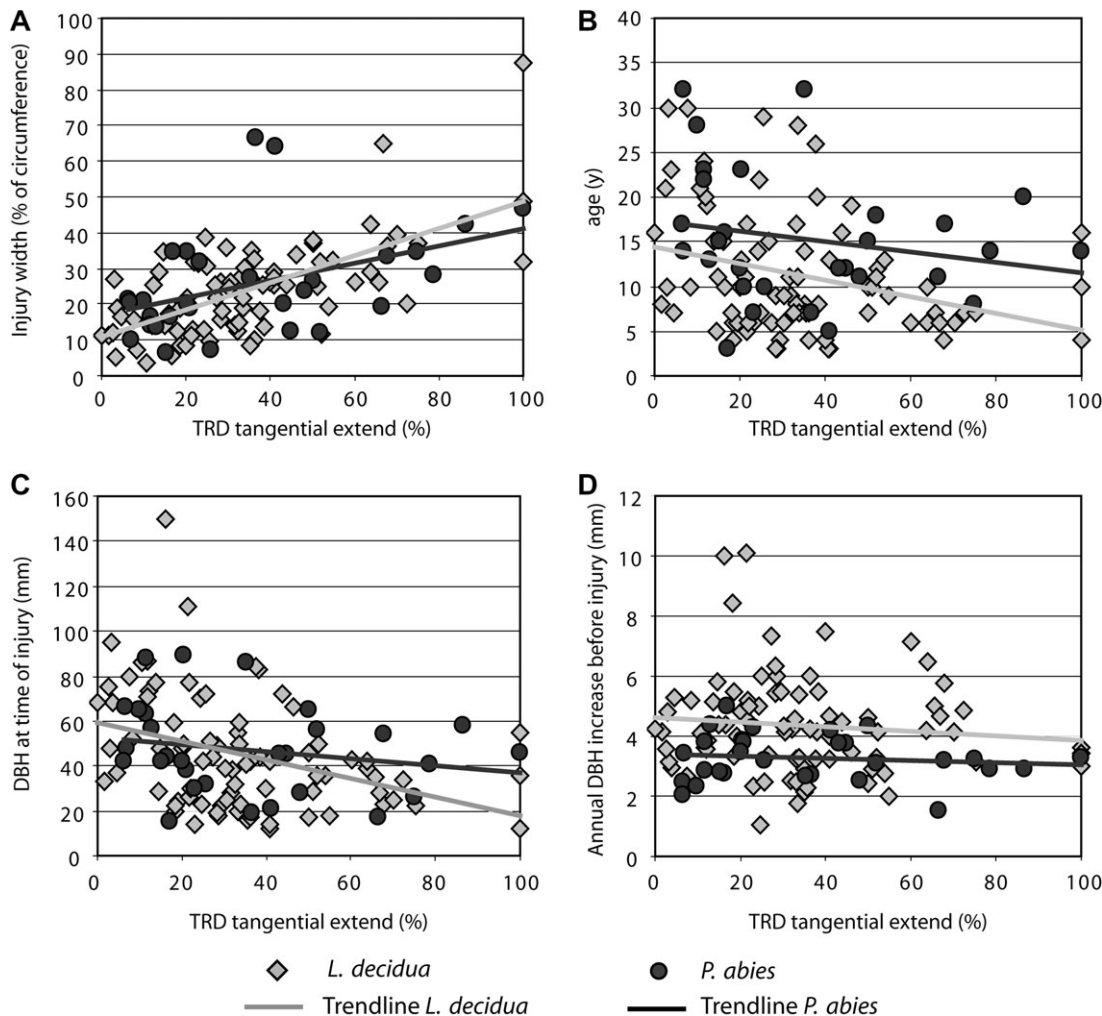 A
B
100
90
80
70
60
50
40
30
20
10
0
Injury width (% of circumference)
0 20 40 60 80 100
TRD tangential extend (%)
40
35
30
25
20
15
10
5
0
age (y)
0 20 40 60 80 100
TRD tangential extend (%)
C
D
160
140
120
100
80
60
40
20
0
DBH at time of injury (mm)
0 20 40 60 80 100
TRD tangential extend (%)
12
10
8
6
4
2
0
Annual DBH increase before injury (mm)
0 20 40 60 80 100
TRD tangential extend (%)
L. decidua
P. abies
Trendline L. decidua
Trendline P. abies